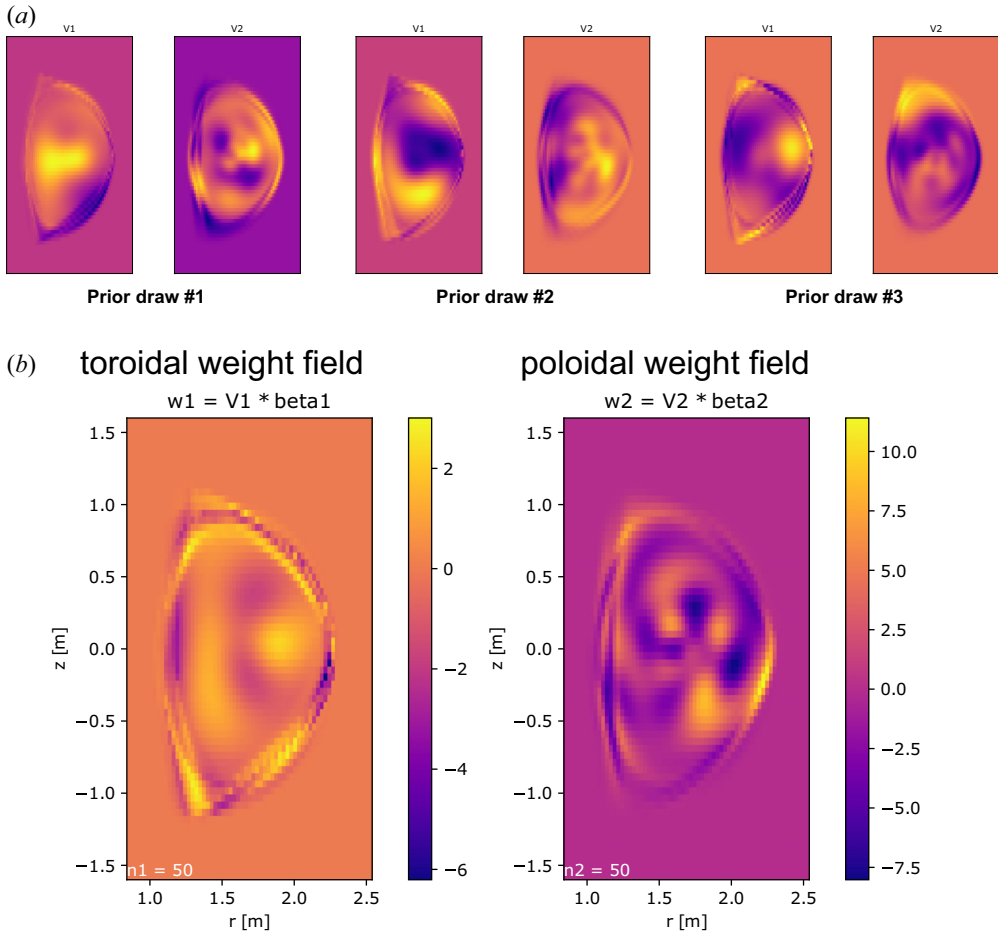 (a)
V1 V2 V1 V2 V1 V2
Prior draw #1 Prior draw #2 Prior draw #3
(b) toroidal weight field poloidal weight field
w1 = V1 * beta1 w2 = V2 * beta2
1.5
1.0
0.5
0.0
−0.5
−1.0
−1.5
z [m]
n1 = 50
1.0 1.5 2.0 2.5
r [m]
2
0
−2
−4
−6
1.5
1.0
0.5
0.0
−0.5
−1.0
−1.5
z [m]
n2 = 50
1.0 1.5 2.0 2.5
r [m]
10.0
7.5
5.0
2.5
0.0
−2.5
−5.0
−7.5